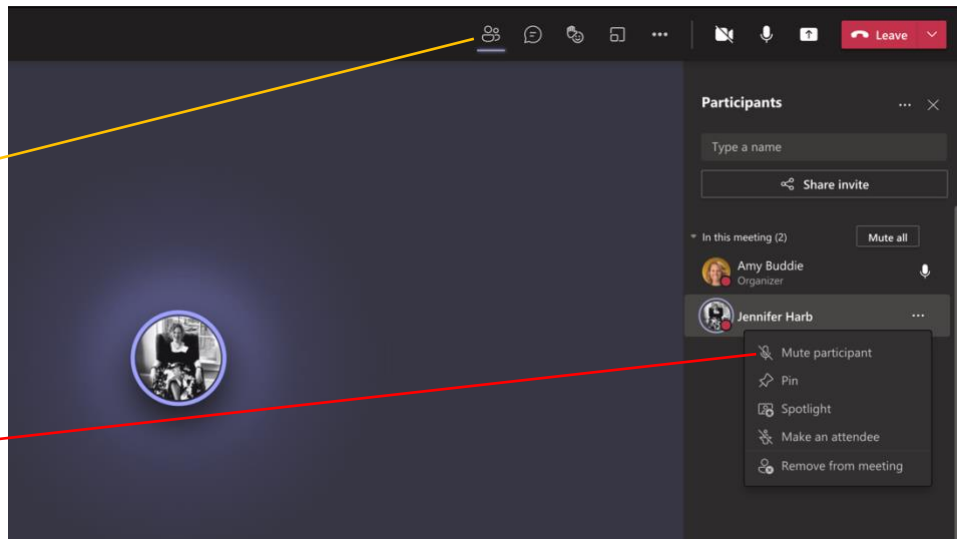 Leave
Participants
Type a name
Share invite
In this meeting (2)
Mute all
Amy Buddie
Organizer
Jennifer Harb
Mute participant
Pin
Spotlight
Make an attendee
Remove from meeting